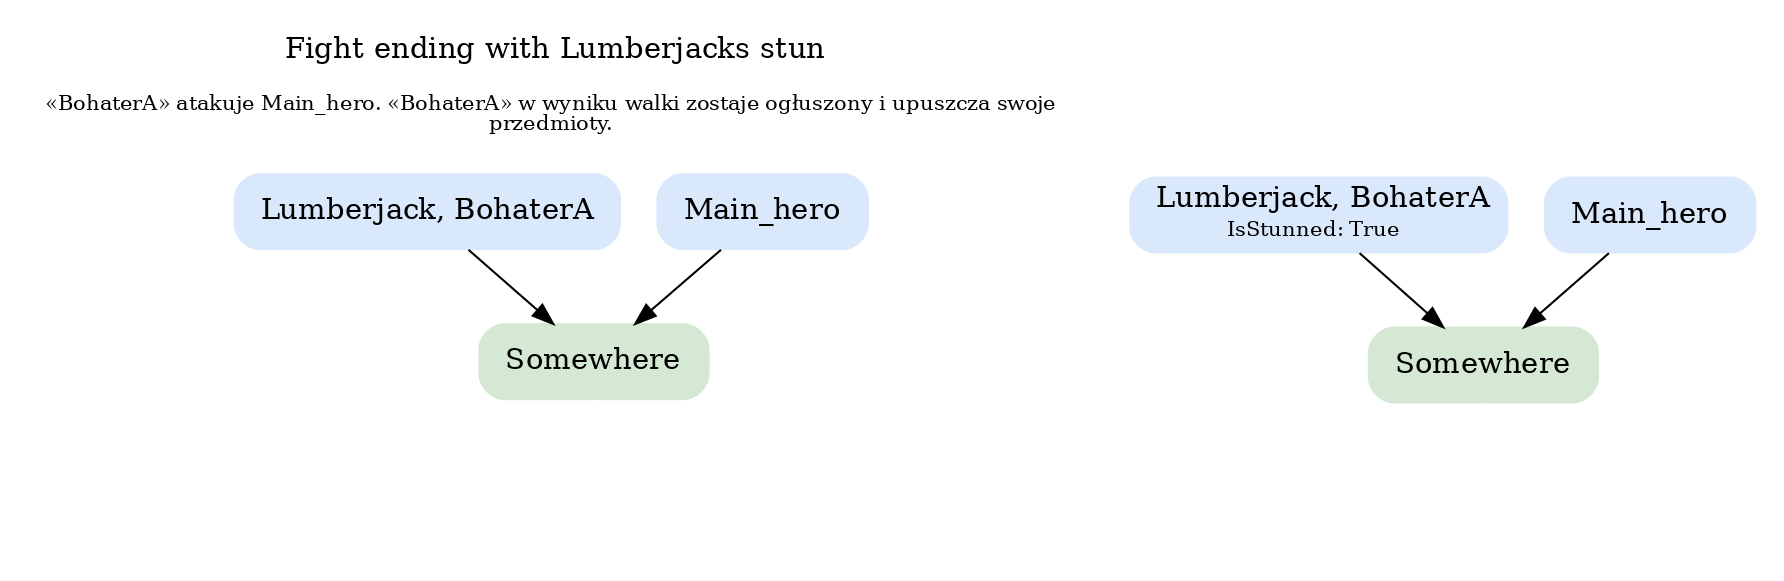 Fight ending with Lumberjacks stun
«BohaterA» atakuje Main_hero. «BohaterA» w wyniku walki zostaje ogłuszony i upuszcza swoje
przedmioty.
Lumberjack, BohaterA
Main_hero
Somewhere
Lumberjack, BohaterA
IsStunned: True
Main_hero
Somewhere